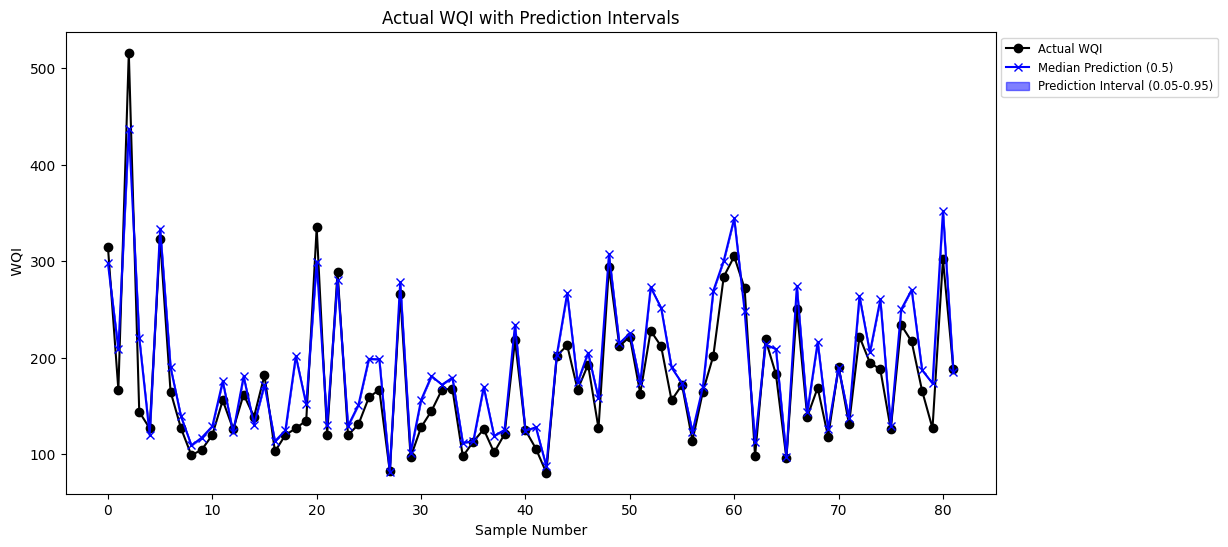 Actual WQI with Prediction Intervals
Actual WQI
Median Prediction (0.5)
Prediction Interval (0.05-0.95)
WQI
500
400
300
200
100
0 10 20 30 40 50 60 70 80
Sample Number